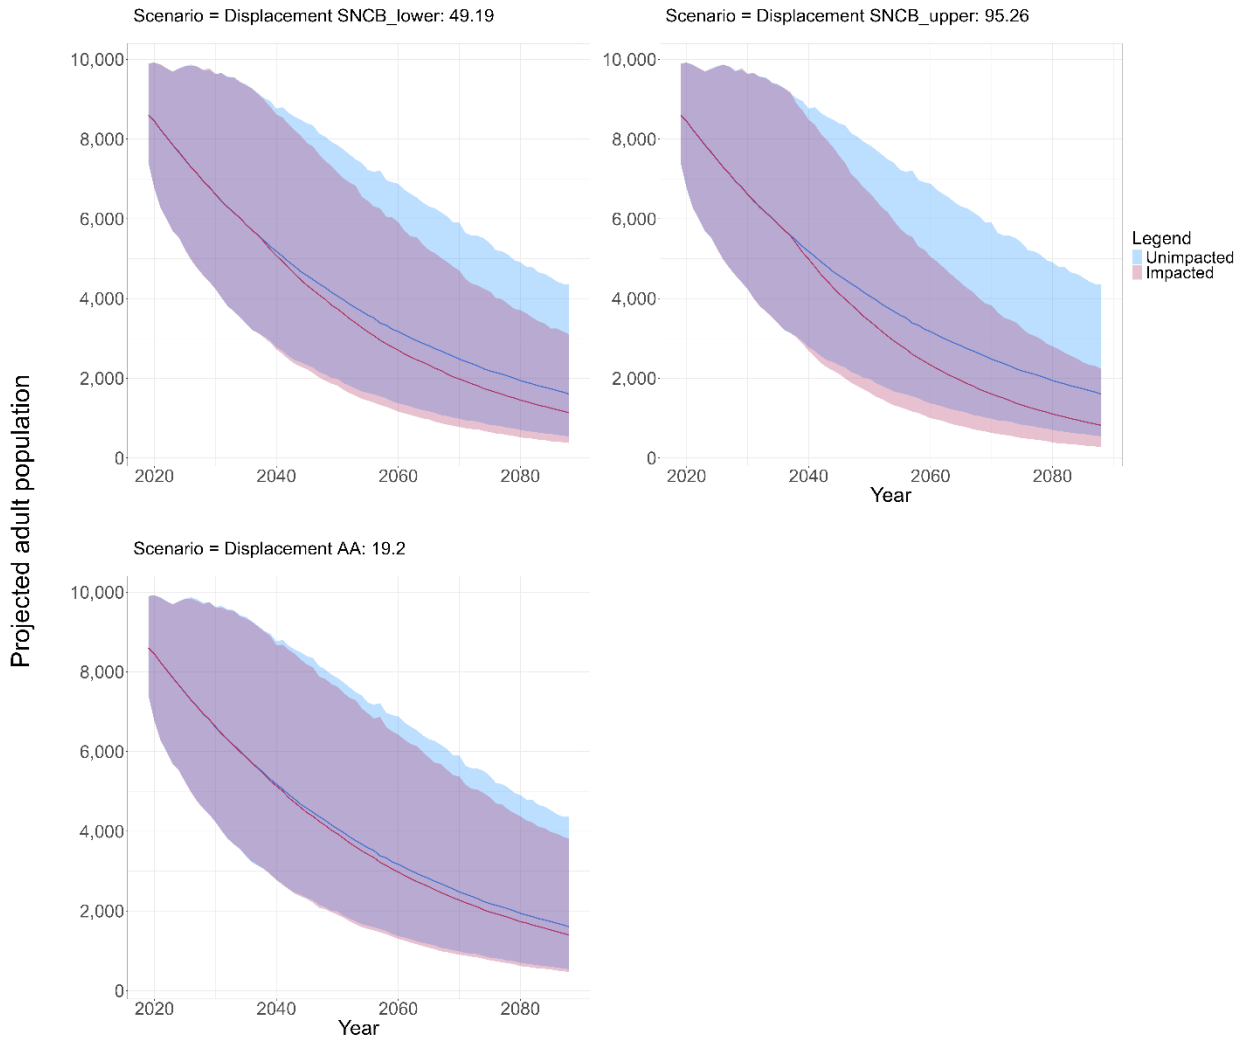 Scenario = Displacement SNCB_lower: 49.19
10,000
8,000
6,000
4,000
2,000
0
2020 2040 2060 2080
Scenario = Displacement SNCB_upper: 95.26
10,000
8,000
6,000
4,000
2,000
0
2020 2040 2060 2080
Year
Legend
Unimpacted
Impacted
Projected adult population
Scenario = Displacement AA: 19.2
10,000
8,000
6,000
4,000
2,000
0
2020 2040 2060 2080
Year